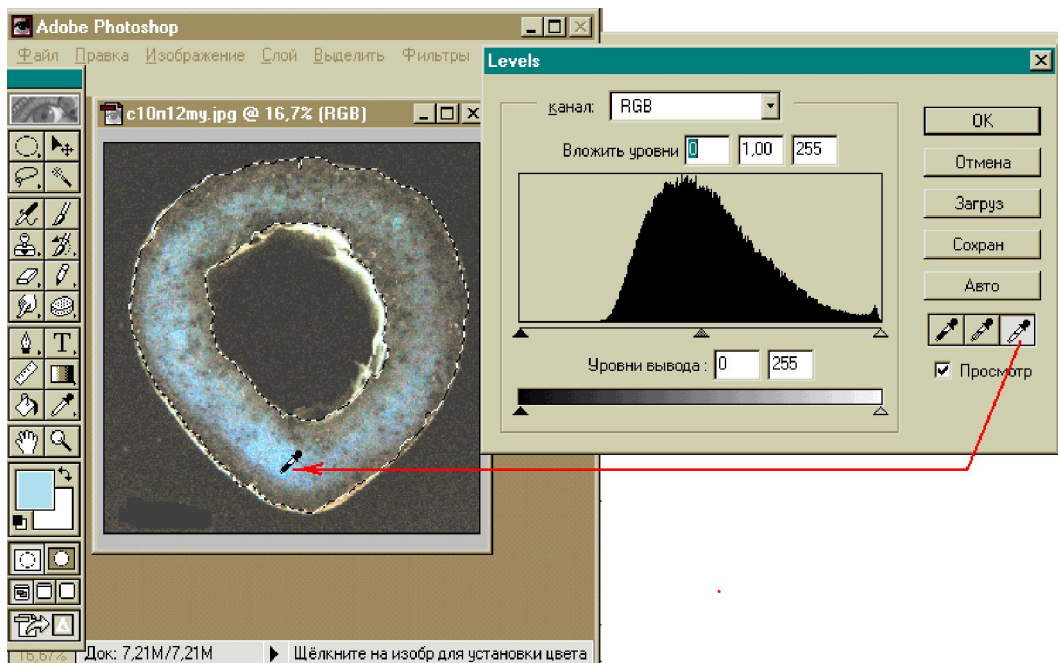 Adobe Photoshop
Файл Правка Изображение Слой Выделить Фильтры
c10n12my.jpg @ 16,7% (RGB)
T
Levels
Канал: RGB
Вложить уровни 0 1,00 255
Уровни вывода : 0 255
OK
Отмена
Загруз
Сохран
Авто
Просмотр
16,67% Док: 7,21M/7,21M Щёлкните на изобр для установки цвета